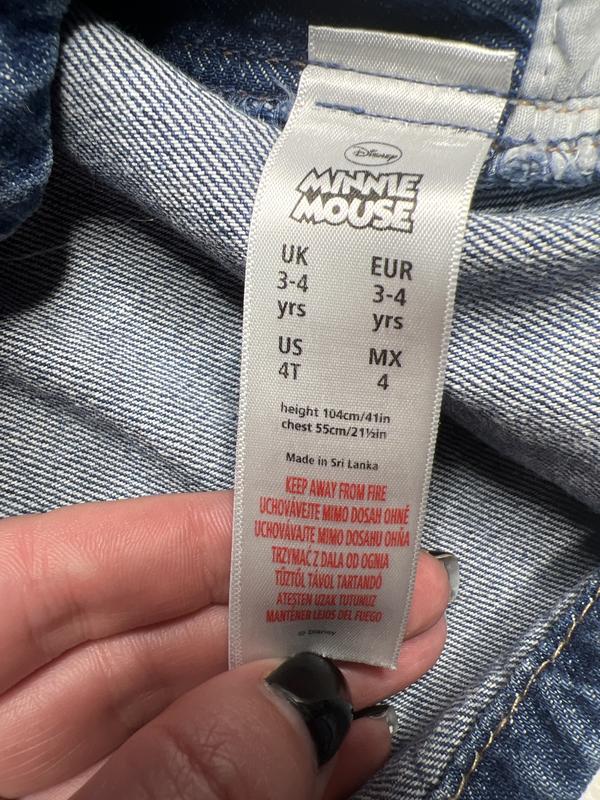 Disney
MINNIE
MOUSE
UK EUR
3-4 3-4
yrs yrs
US MX
4T 4
height 104cm/41in
chest 55cm/21½in
Made in Sri Lanka
KEEP AWAY FROM FIRE
UCHOVÁVEJTE MIMO DOSAH OHNĚ
UCHOVÁVAJTE MIMO DOSAHU OHŇA
TRZYMAĆ Z DALA OD OGNIA
TŰZTŐL TÁVOL TARTANDÓ
ATEŞTEN UZAK TUTUNUZ
MANTENER LEJOS DEL FUEGO
© Disney